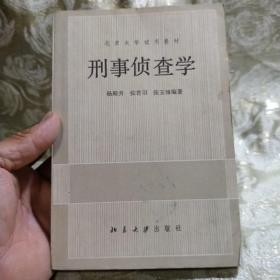 北京大学试用教材
刑事侦查学
杨殿升 张若羽 张玉镶编著
北京大学出版社